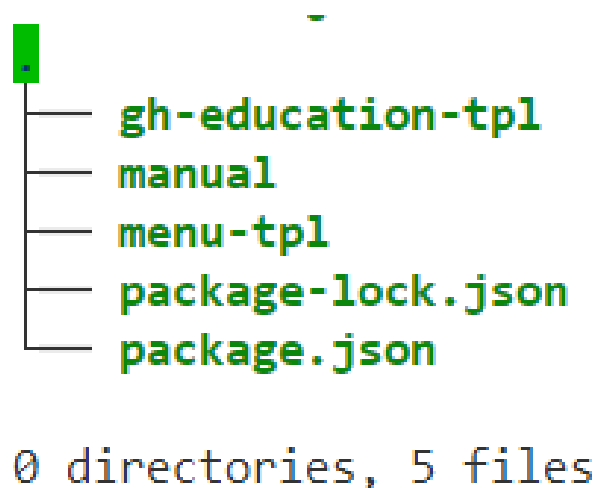 .
├── gh-education-tpl
├── manual
├── menu-tpl
├── package-lock.json
└── package.json
0 directories, 5 files